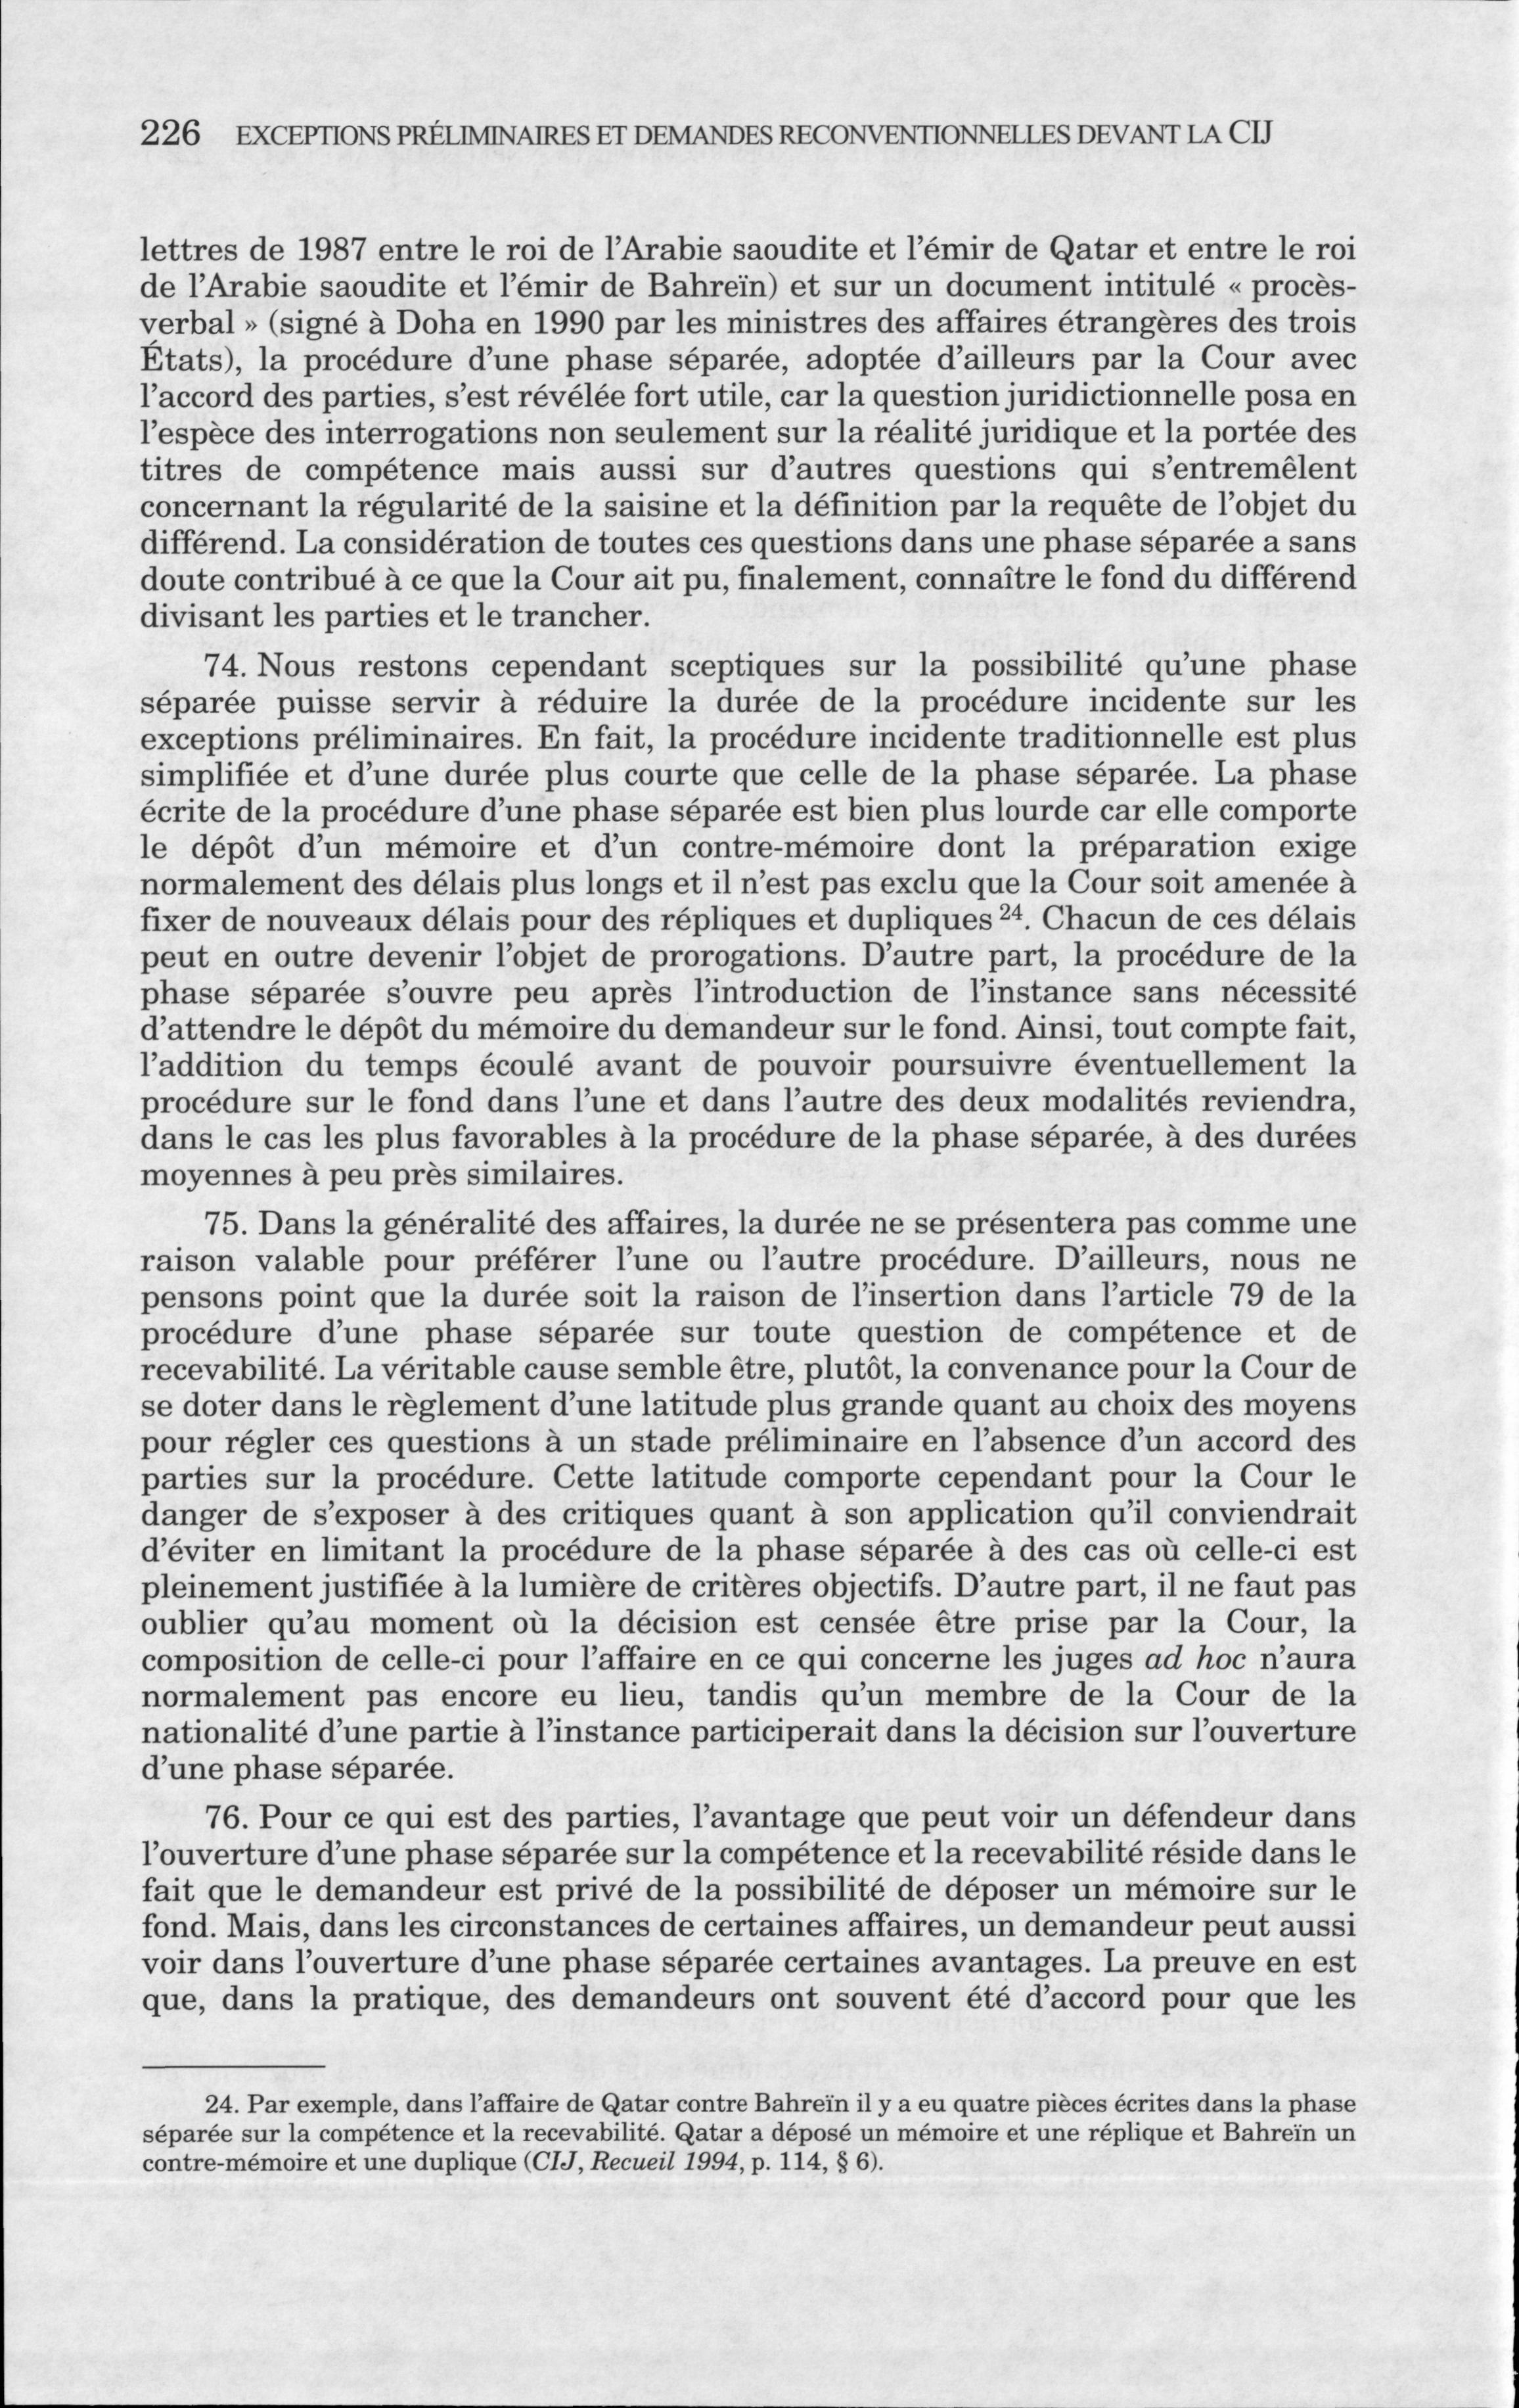 226 EXCEPTIONS PRÉLIMINAIRES ET DEMANDES RECONVENTIONNELLES DEVANT LA CIJ
lettres de 1987 entre le roi de l'Arabie saoudite et l'émir de Qatar et entre le roi
de l'Arabie saoudite et l'émir de Bahreïn) et sur un document intitulé « procès-
verbal » (signé à Doha en 1990 par les ministres des affaires étrangères des trois
États), la procédure d'une phase séparée, adoptée d'ailleurs par la Cour avec
l'accord des parties, s'est révélée fort utile, car la question juridictionnelle posa en
l'espèce des interrogations non seulement sur la réalité juridique et la portée des
titres de compétence mais aussi sur d'autres questions qui s'entremêlent
concernant la régularité de la saisine et la définition par la requête de l'objet du
différend. La considération de toutes ces questions dans une phase séparée a sans
doute contribué à ce que la Cour ait pu, finalement, connaître le fond du différend
divisant les parties et le trancher.
74. Nous restons cependant sceptiques sur la possibilité qu'une phase
séparée puisse servir à réduire la durée de la procédure incidente sur les
exceptions préliminaires. En fait, la procédure incidente traditionnelle est plus
simplifiée et d'une durée plus courte que celle de la phase séparée. La phase
écrite de la procédure d'une phase séparée est bien plus lourde car elle comporte
le dépôt d'un mémoire et d'un contre-mémoire dont la préparation exige
normalement des délais plus longs et il n'est pas exclu que la Cour soit amenée à
fixer de nouveaux délais pour des répliques et dupliques 24. Chacun de ces délais
peut en outre devenir l'objet de prorogations. D'autre part, la procédure de la
phase séparée s'ouvre peu après l'introduction de l'instance sans nécessité
d'attendre le dépôt du mémoire du demandeur sur le fond. Ainsi, tout compte fait,
l'addition du temps écoulé avant de pouvoir poursuivre éventuellement la
procédure sur le fond dans l'une et dans l'autre des deux modalités reviendra,
dans le cas les plus favorables à la procédure de la phase séparée, à des durées
moyennes à peu près similaires.
75. Dans la généralité des affaires, la durée ne se présentera pas comme une
raison valable pour préférer l'une ou l'autre procédure. D'ailleurs, nous ne
pensons point que la durée soit la raison de l'insertion dans l'article 79 de la
procédure d'une phase séparée sur toute question de compétence et de
recevabilité. La véritable cause semble être, plutôt, la convenance pour la Cour de
se doter dans le règlement d'une latitude plus grande quant au choix des moyens
pour régler ces questions à un stade préliminaire en l'absence d'un accord des
parties sur la procédure. Cette latitude comporte cependant pour la Cour le
danger de s'exposer à des critiques quant à son application qu'il conviendrait
d'éviter en limitant la procédure de la phase séparée à des cas où celle-ci est
pleinement justifiée à la lumière de critères objectifs. D'autre part, il ne faut pas
oublier qu'au moment où la décision est censée être prise par la Cour, la
composition de celle-ci pour l'affaire en ce qui concerne les juges ad hoc n'aura
normalement pas encore eu lieu, tandis qu'un membre de la Cour de la
nationalité d'une partie à l'instance participerait dans la décision sur l'ouverture
d'une phase séparée.
76. Pour ce qui est des parties, l'avantage que peut voir un défendeur dans
l'ouverture d'une phase séparée sur la compétence et la recevabilité réside dans le
fait que le demandeur est privé de la possibilité de déposer un mémoire sur le
fond. Mais, dans les circonstances de certaines affaires, un demandeur peut aussi
voir dans l'ouverture d'une phase séparée certaines avantages. La preuve en est
que, dans la pratique, des demandeurs ont souvent été d'accord pour que les
24. Par exemple, dans l'affaire de Qatar contre Bahreïn il y a eu quatre pièces écrites dans la phase
séparée sur la compétence et la recevabilité. Qatar a déposé un mémoire et une réplique et Bahreïn un
contre-mémoire et une duplique (CIJ, Recueil 1994, p. 114, § 6).